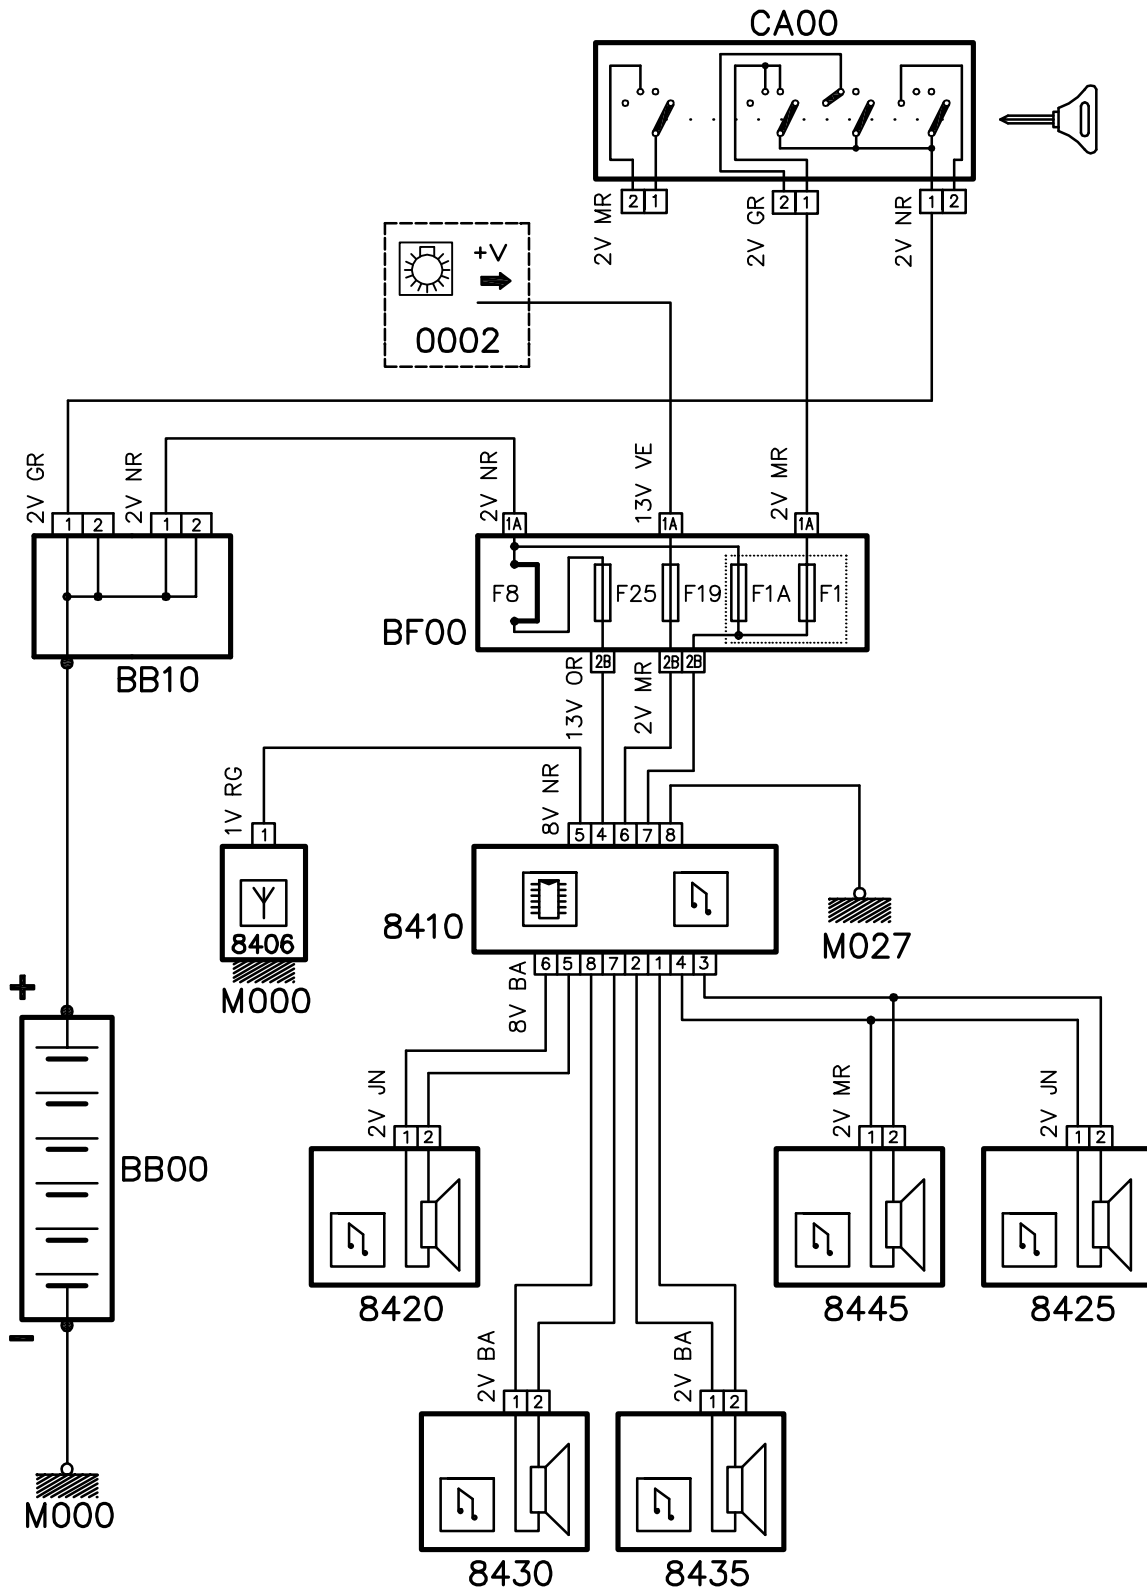 CA00
2 1
2 1
1 2
2V MR
2V GR
2V NR
+V
0002
2V GR
2V NR
2V NR
13V VE
2V MR
1 2
1 2
1A
1A
1A
F8
F25
F19
F1A
F1
BF00
BB10
2B
2B
2B
13V OR
2V MR
1V RG
8V NR
1
5 4 6 7 8
8406
M000
8410
M027
6 5 8 7 2 1 4 3
8V BA
+
BB00
-
M000
2V JN
1 2
8420
2V MR
1 2
8445
2V JN
1 2
8425
2V BA
1 2
8430
2V BA
1 2
8435